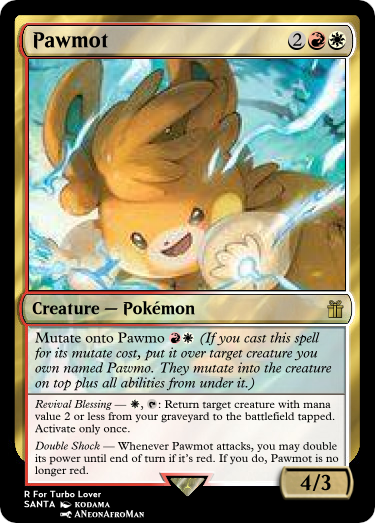 Pawmot 2
Creature — Pokémon
Mutate onto Pawmo (If you cast this spell
for its mutate cost, put it over target creature you
own named Pawmo. They mutate into the creature
on top plus all abilities from under it.)
Revival Blessing — , : Return target creature with mana
value 2 or less from your graveyard to the battlefield tapped.
Activate only once.
Double Shock — Whenever Pawmot attacks, you may double
its power until end of turn if it's red. If you do, Pawmot is no
longer red.
4/3
R For Turbo Lover
SANTA KODAMA
ANeonAfroMan